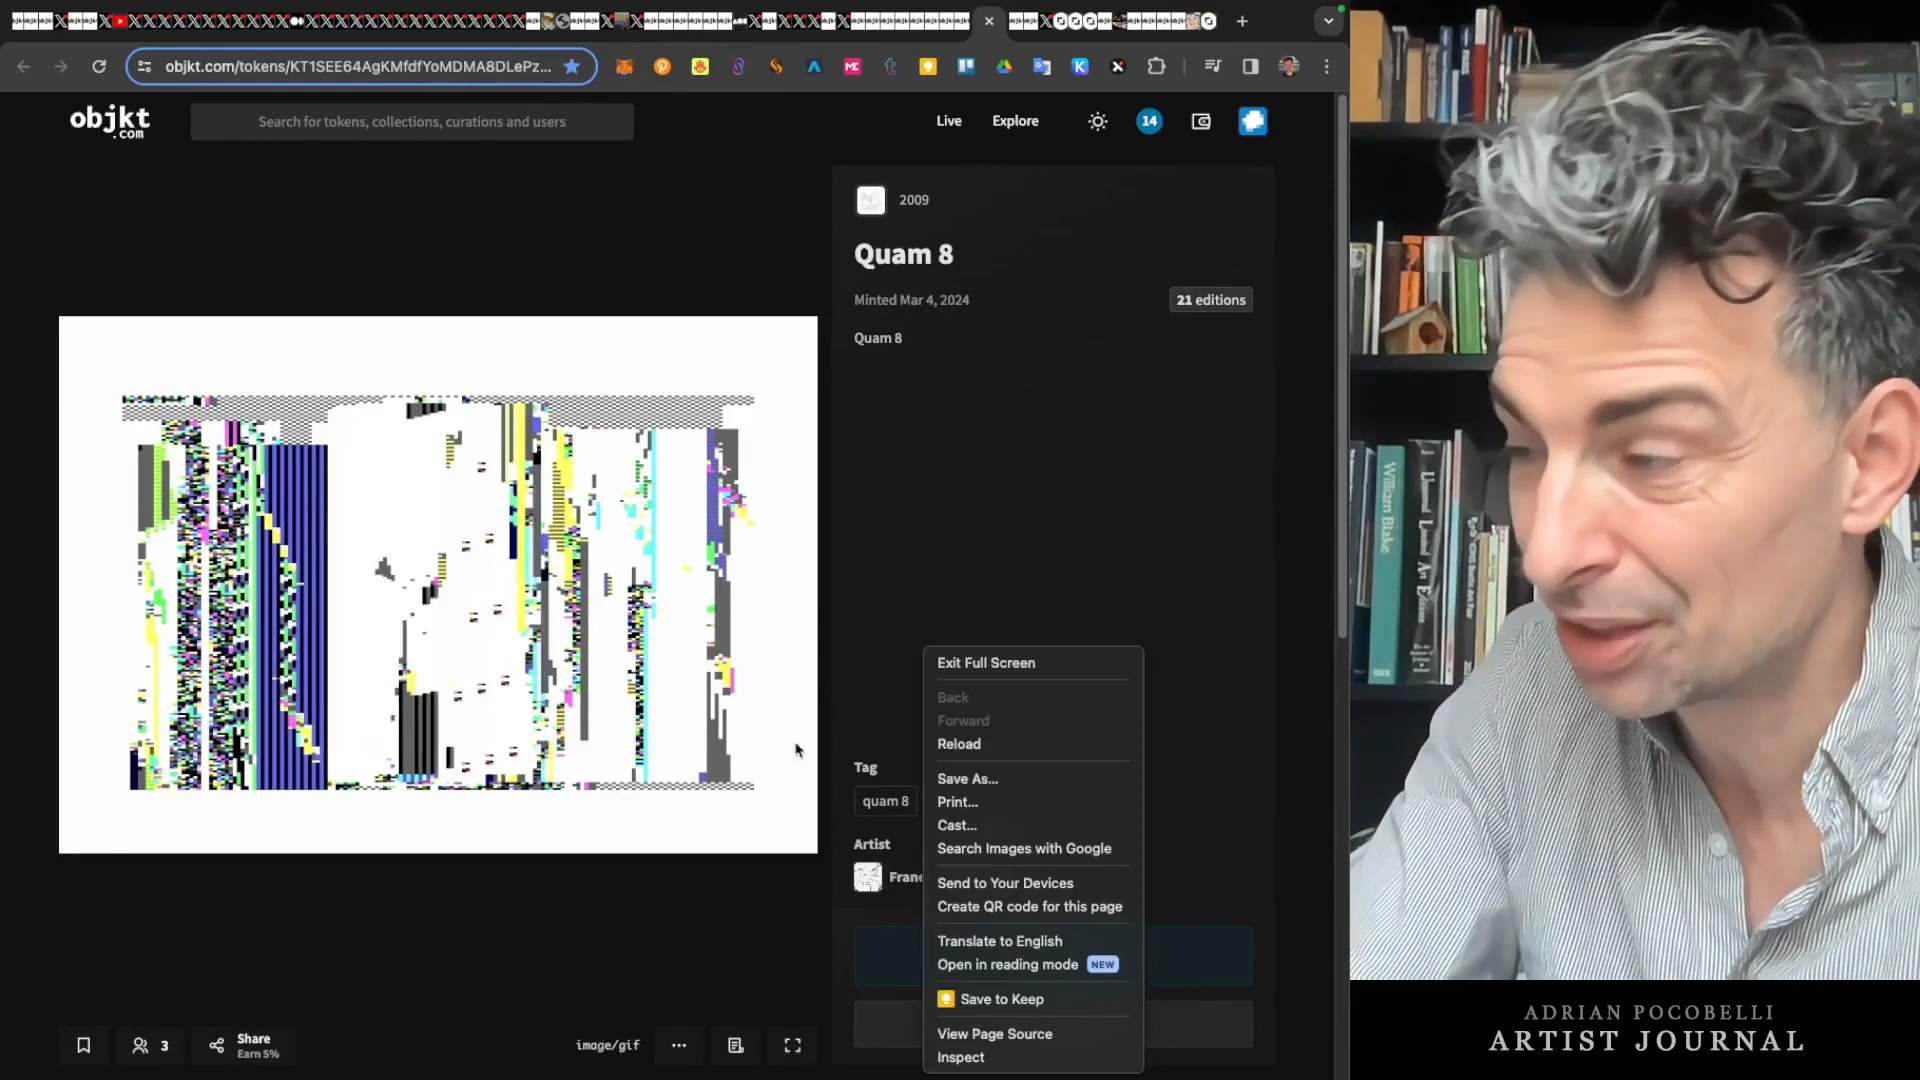 objkt.com/tokens/KT1SEE64AgKMfdfYoMDMA8DLePz...
objkt
.com
Search for tokens, collections, curations and users
Live
Explore
14
2009
Quam 8
Minted Mar 4, 2024
21 editions
Quam 8
Tag
quam 8
Artist
Franc
Exit Full Screen
Back
Forward
Reload
Save As...
Print...
Cast...
Search Images with Google
Send to Your Devices
Create QR code for this page
Translate to English
Open in reading mode NEW
Save to Keep
View Page Source
Inspect
3
Share
Earn 5%
image/gif
William Blake
ADRIAN POCOBELLI
ARTIST JOURNAL